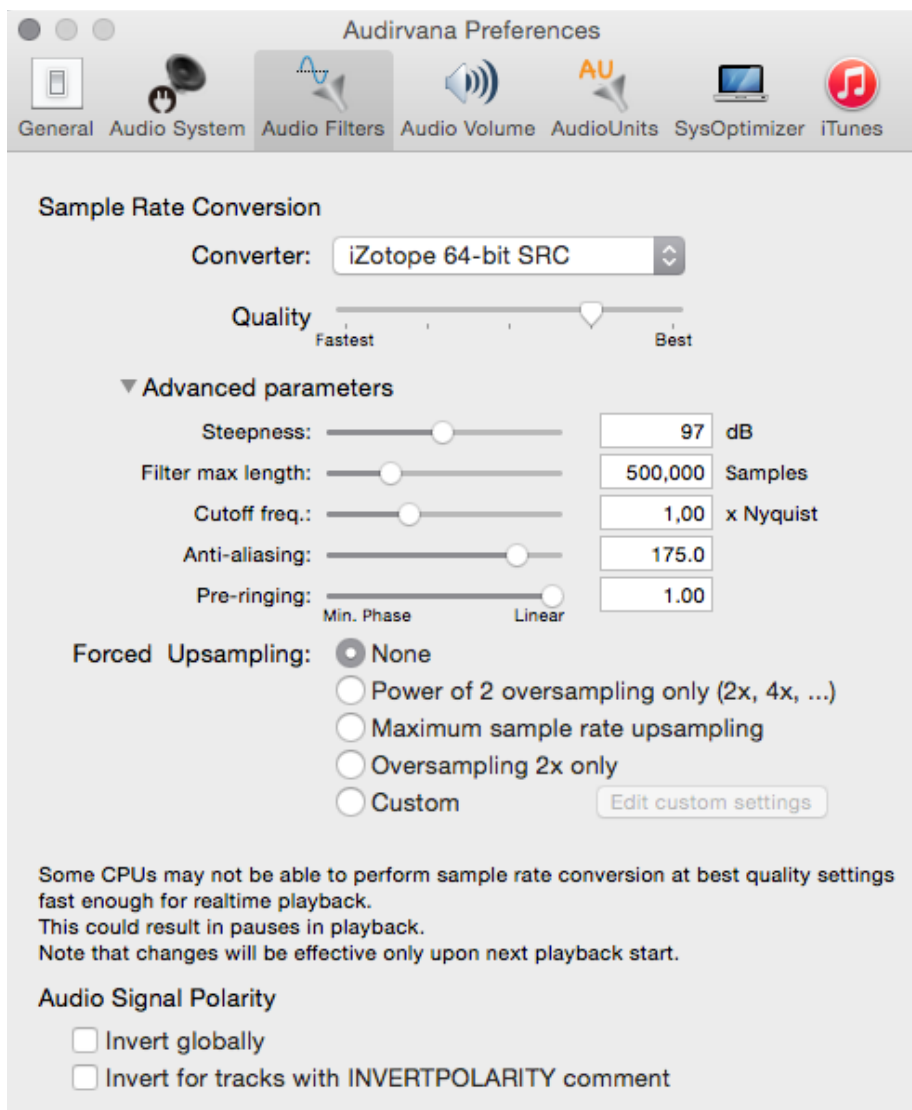 Audirvana Preferences
AU
General Audio System Audio Filters Audio Volume AudioUnits SysOptimizer iTunes
Sample Rate Conversion
Converter: iZotope 64-bit SRC
Quality
Fastest Best
Advanced parameters
Steepness: 97 dB
Filter max length: 500,000 Samples
Cutoff freq.: 1,00 x Nyquist
Anti-aliasing: 175.0
Pre-ringing: 1.00
Min. Phase Linear
Forced Upsampling: None
Power of 2 oversampling only (2x, 4x, ...)
Maximum sample rate upsampling
Oversampling 2x only
Custom Edit custom settings
Some CPUs may not be able to perform sample rate conversion at best quality settings
fast enough for realtime playback.
This could result in pauses in playback.
Note that changes will be effective only upon next playback start.
Audio Signal Polarity
Invert globally
Invert for tracks with INVERTPOLARITY comment